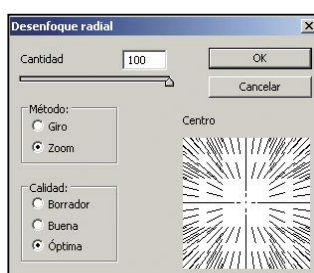 Desenfoque radial
Cantidad 100
OK
Cancelar
Método:
Giro
Zoom
Centro
Calidad:
Borrador
Buena
Óptima